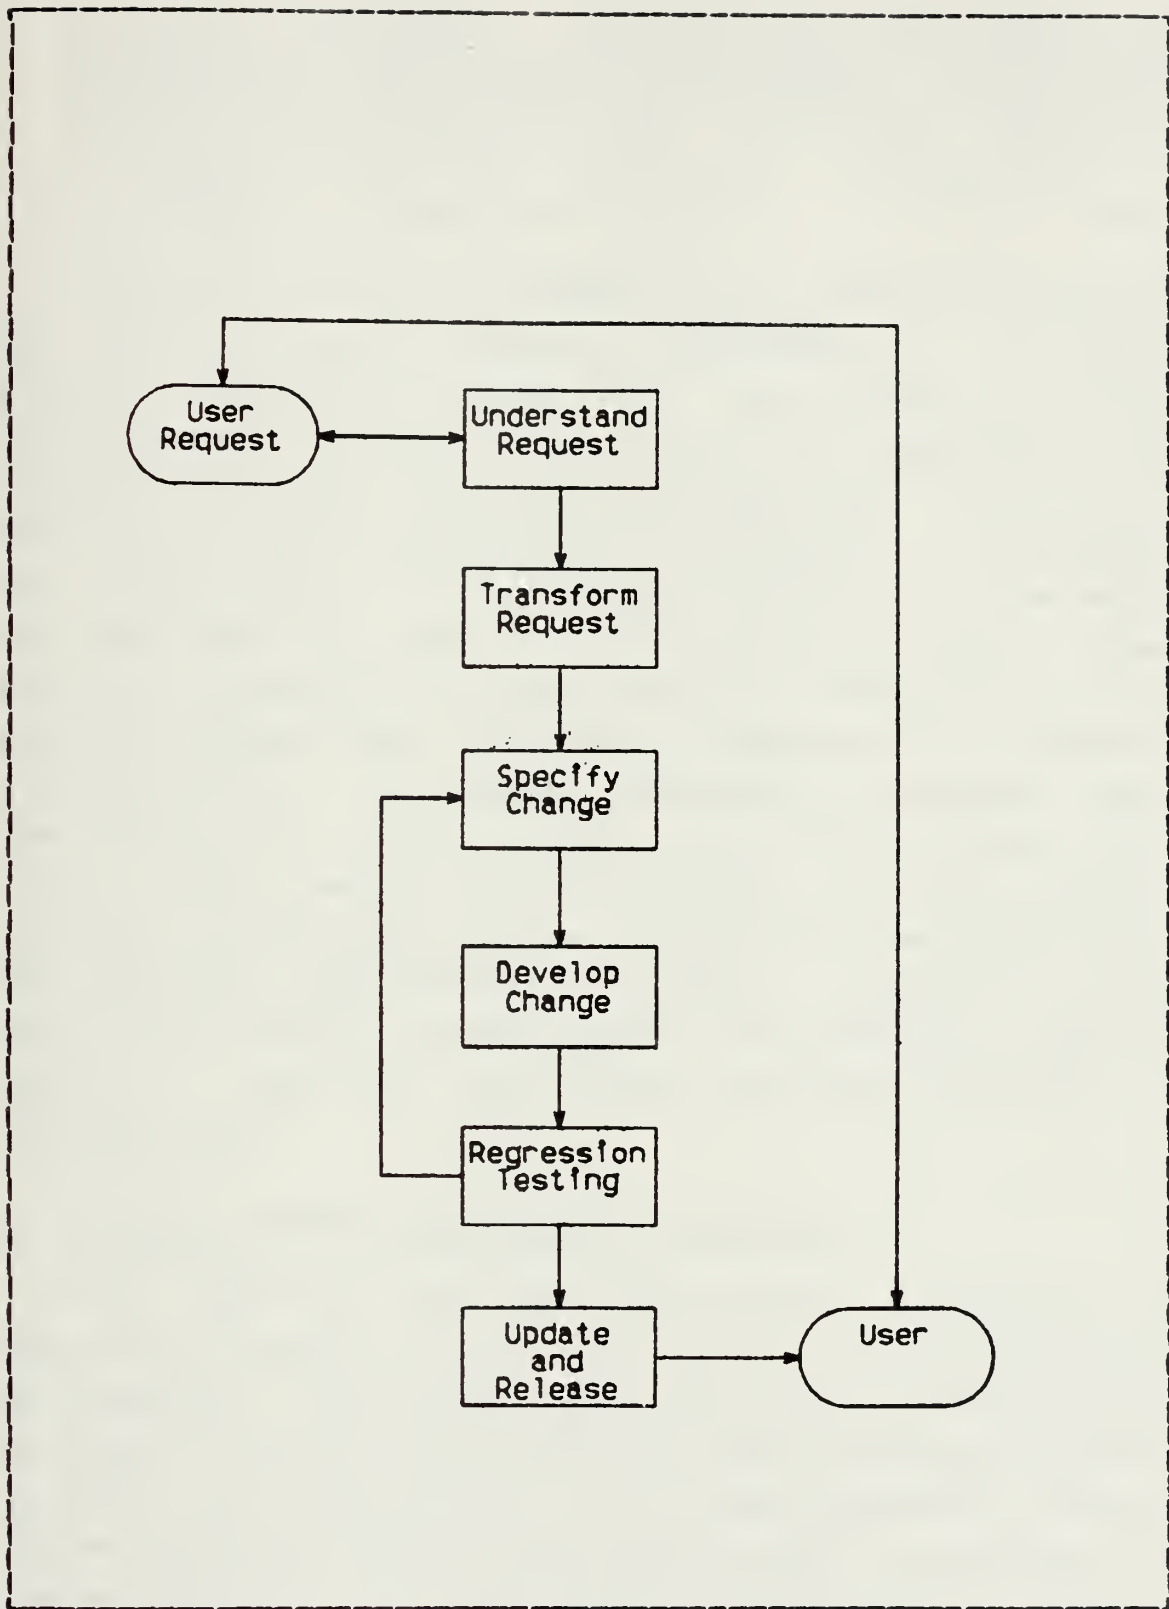 User
Request
Understand
Request
Transform
Request
Specify
Change
Develop
Change
Regression
Testing
Update
and
Release
User